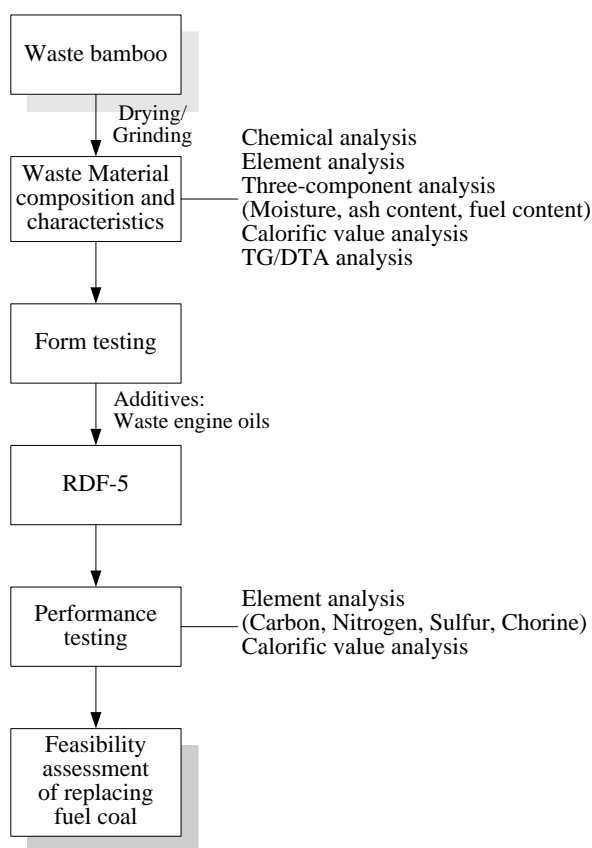 Waste bamboo
Drying/
Grinding
Waste Material
composition and
characteristics
Chemical analysis
Element analysis
Three-component analysis
(Moisture, ash content, fuel content)
Calorific value analysis
TG/DTA analysis
Form testing
Additives:
Waste engine oils
RDF-5
Performance
testing
Element analysis
(Carbon, Nitrogen, Sulfur, Chorine)
Calorific value analysis
Feasibility
assessment
of replacing
fuel coal